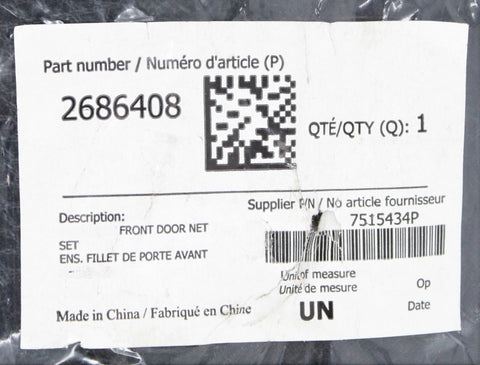 Part number / Numéro d'article (P)
2686408
QTÉ/QTY (Q): 1
Supplier P/N / No article fournisseur
7515434P
Description:
FRONT DOOR NET
SET
ENS. FILLET DE PORTE AVANT
Unit of measure
Unité de mesure
Op
UN
Date
Made in China / Fabriqué en Chine